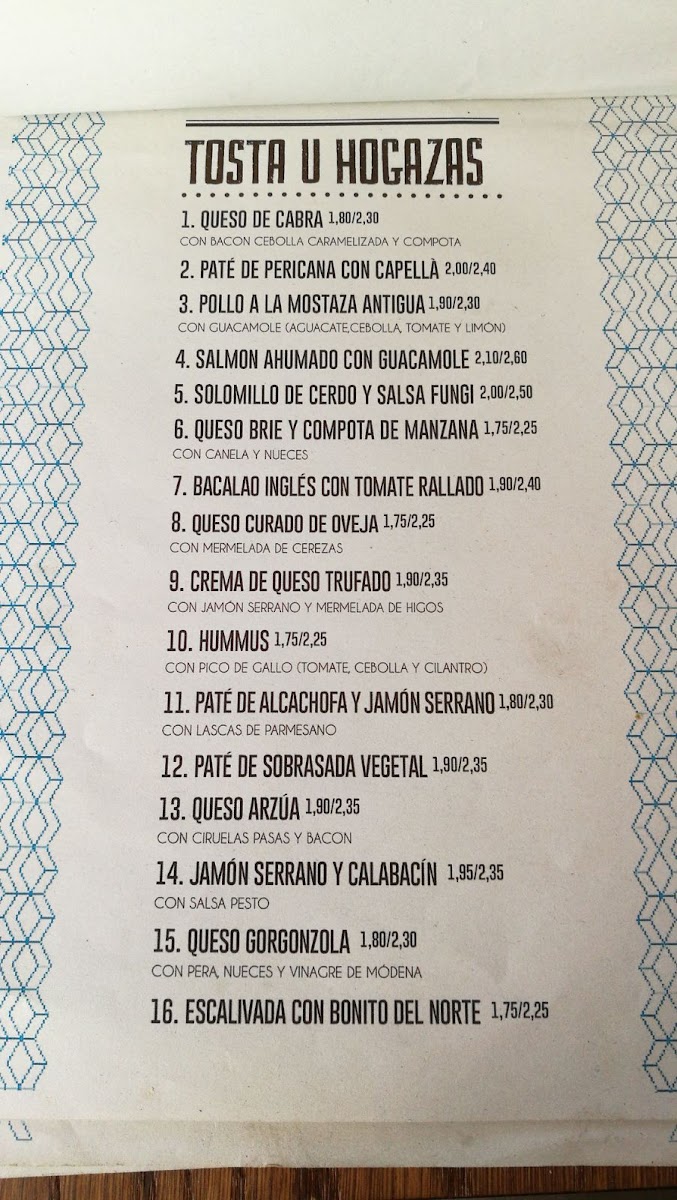 TOSTA U HOGAZAS
1. QUESO DE CABRA 1,80/2,30
CON BACON CEBOLLA CARAMELIZADA Y COMPOTA
2. PATÉ DE PERICANA CON CAPELLÀ 2,00/2,40
3. POLLO A LA MOSTAZA ANTIGUA 1,90/2,30
CON GUACAMOLE (AGUACATE,CEBOLLA, TOMATE Y LIMÓN)
4. SALMON AHUMADO CON GUACAMOLE 2,10/2,60
5. SOLOMILLO DE CERDO Y SALSA FUNGI 2,00/2,50
6. QUESO BRIE Y COMPOTA DE MANZANA 1,75/2,25
CON CANELA Y NUECES
7. BACALAO INGLÉS CON TOMATE RALLADO 1,90/2,40
8. QUESO CURADO DE OVEJA 1,75/2,25
CON MERMELADA DE CEREZAS
9. CREMA DE QUESO TRUFADO 1,90/2,35
CON JAMÓN SERRANO Y MERMELADA DE HIGOS
10. HUMMUS 1,75/2,25
CON PICO DE GALLO (TOMATE, CEBOLLA Y CILANTRO)
11. PATÉ DE ALCACHOFA Y JAMÓN SERRANO 1,80/2,30
CON LASCAS DE PARMESANO
12. PATÉ DE SOBRASADA VEGETAL 1,90/2,35
13. QUESO ARZÚA 1,90/2,35
CON CIRUELAS PASAS Y BACON
14. JAMÓN SERRANO Y CALABACÍN 1,95/2,35
CON SALSA PESTO
15. QUESO GORGONZOLA 1,80/2,30
CON PERA, NUECES Y VINAGRE DE MÓDENA
16. ESCALIVADA CON BONITO DEL NORTE 1,75/2,25